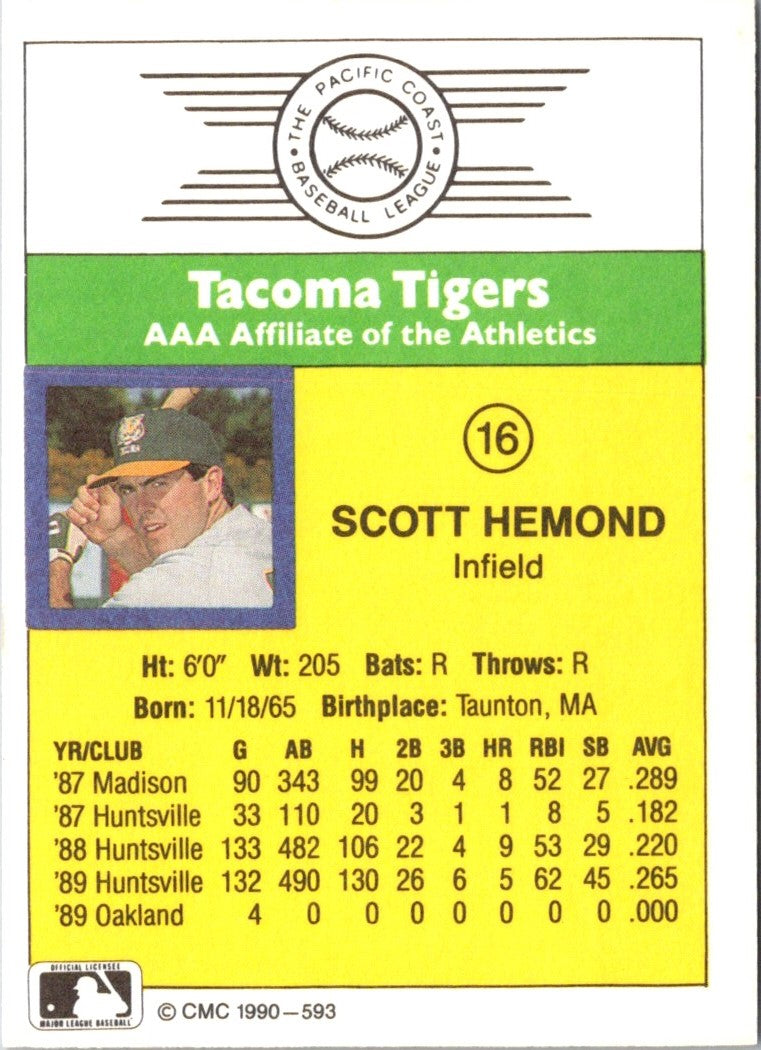 THE PACIFIC COAST
• BASEBALL LEAGUE •
Tacoma Tigers
AAA Affiliate of the Athletics
16
SCOTT HEMOND
Infield
Ht: 6'0" Wt: 205 Bats: R Throws: R
Born: 11/18/65 Birthplace: Taunton, MA
YR/CLUB G AB H 2B 3B HR RBI SB AVG
'87 Madison 90 343 99 20 4 8 52 27 .289
'87 Huntsville 33 110 20 3 1 1 8 5 .182
'88 Huntsville 133 482 106 22 4 9 53 29 .220
'89 Huntsville 132 490 130 26 6 5 62 45 .265
'89 Oakland 4 0 0 0 0 0 0 0 .000
OFFICIAL LICENSEE
MAJOR LEAGUE BASEBALL
© CMC 1990—593